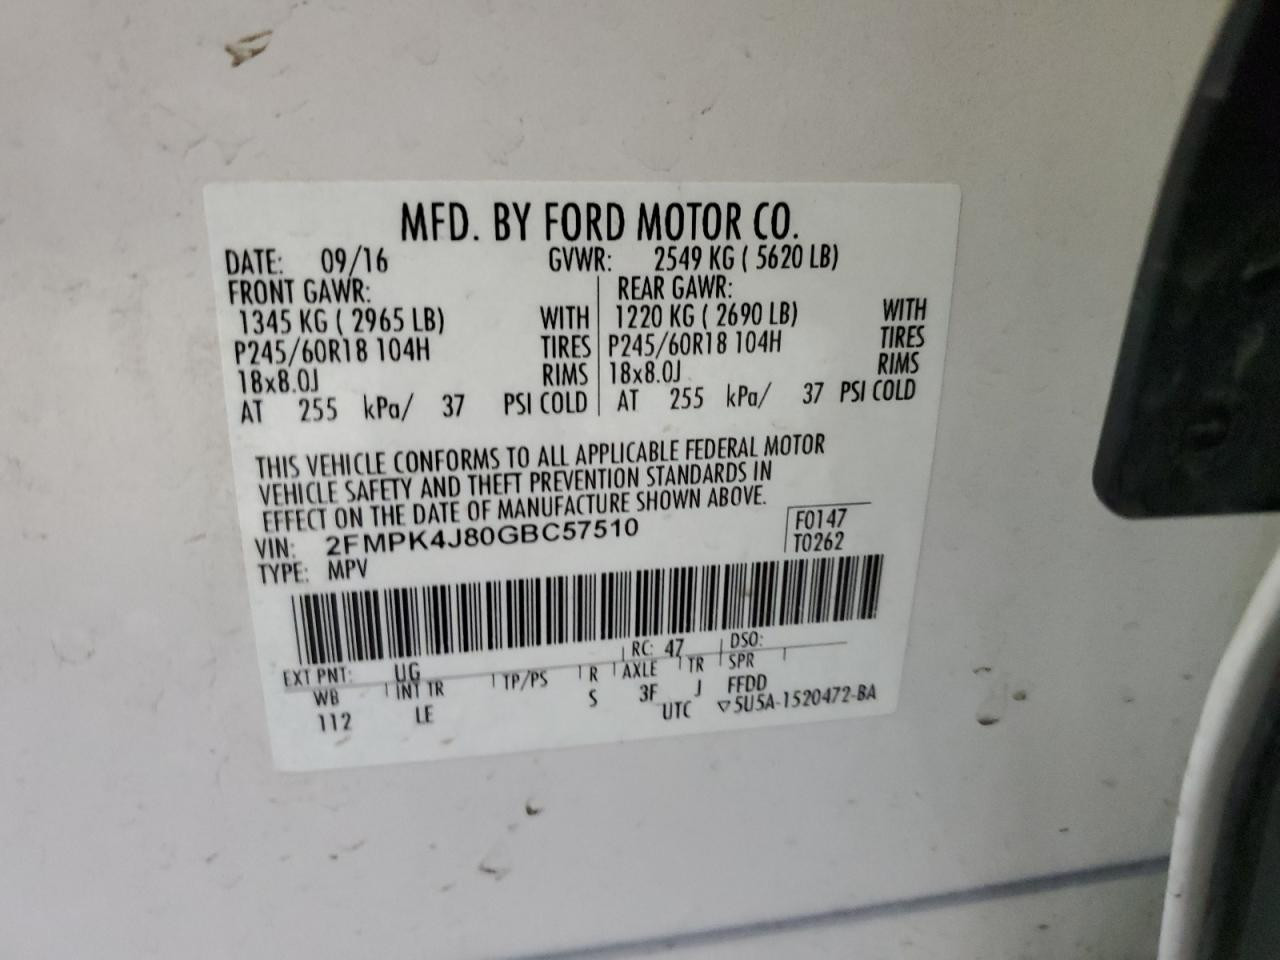 MFD. BY FORD MOTOR CO.
DATE: 09/16 GVWR: 2549 KG ( 5620 LB)
FRONT GAWR: REAR GAWR:
1345 KG ( 2965 LB) WITH 1220 KG ( 2690 LB) WITH
P245/60R18 104H TIRES P245/60R18 104H TIRES
18x8.0J RIMS 18x8.0J RIMS
AT 255 kPa/ 37 PSI COLD AT 255 kPa/ 37 PSI COLD
THIS VEHICLE CONFORMS TO ALL APPLICABLE FEDERAL MOTOR
VEHICLE SAFETY AND THEFT PREVENTION STANDARDS IN
EFFECT ON THE DATE OF MANUFACTURE SHOWN ABOVE.
VIN: 2FMPK4J80GBC57510 F0147
TYPE: MPV T0262
EXT PNT: UG RC: 47 DSO:
WB INT TR TP/PS R AXLE TR SPR
112 LE S 3F J FFDD
UTC ▽5U5A-1520472-BA